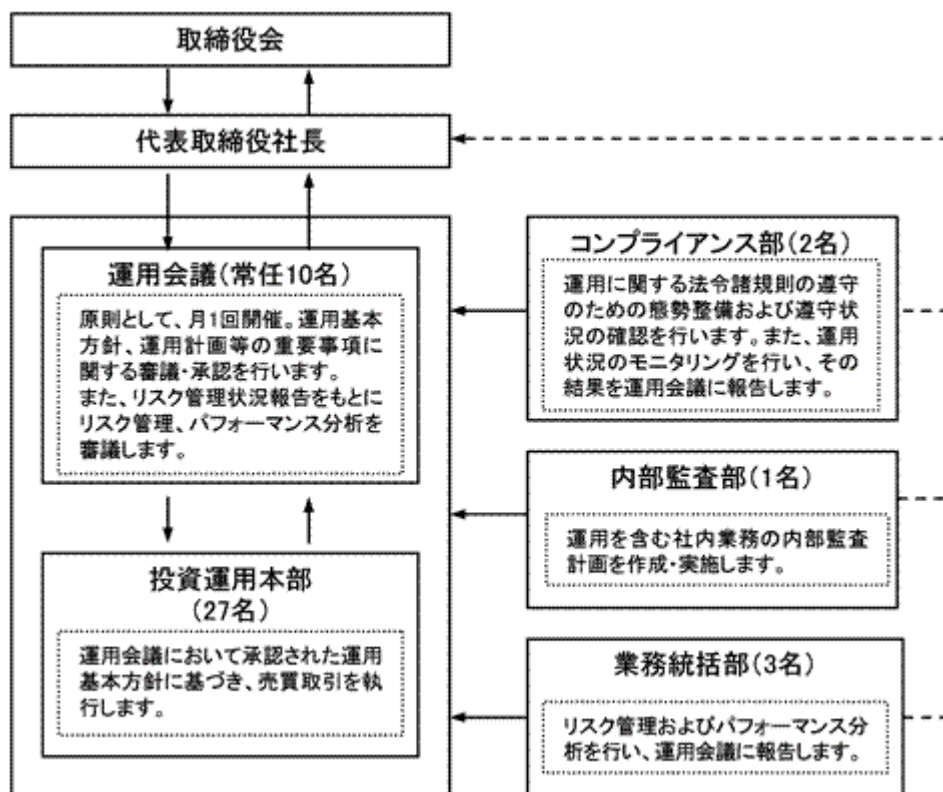 取締役会
代表取締役社長
運用会議(常任10名)
原則として、月1回開催。運用基本
方針、運用計画等の重要事項に
関する審議・承認を行います。
また、リスク管理状況報告をもとに
リスク管理、パフォーマンス分析を
審議します。
投資運用本部
(27名)
運用会議において承認された運用
基本方針に基づき、売買取引を執
行します。
コンプライアンス部(2名)
運用に関する法令諸規則の遵守
のための態勢整備および遵守状
況の確認を行います。また、運用
状況のモニタリングを行い、その
結果を運用会議に報告します。
内部監査部(1名)
運用を含む社内業務の内部監査
計画を作成・実施します。
業務統括部(3名)
リスク管理およびパフォーマンス分
析を行い、運用会議に報告します。